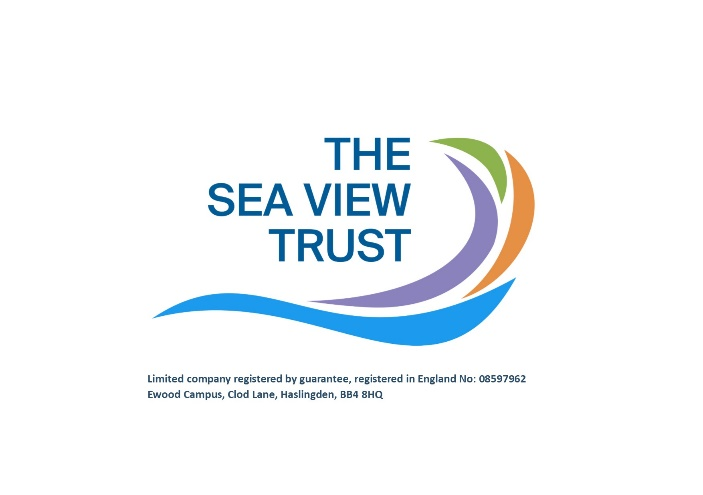 THE
SEA VIEW
TRUST
Limited company registered by guarantee, registered in England No: 08597962
Ewood Campus, Clod Lane, Haslingden, BB4 8HQ